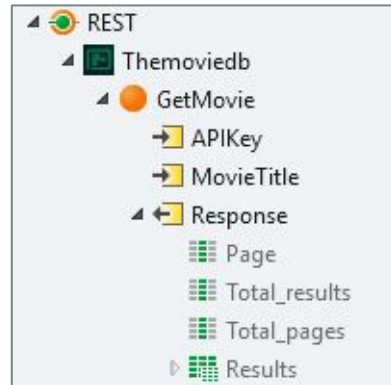 REST
Themoviedb
GetMovie
APIKey
MovieTitle
Response
Page
Total_results
Total_pages
Results